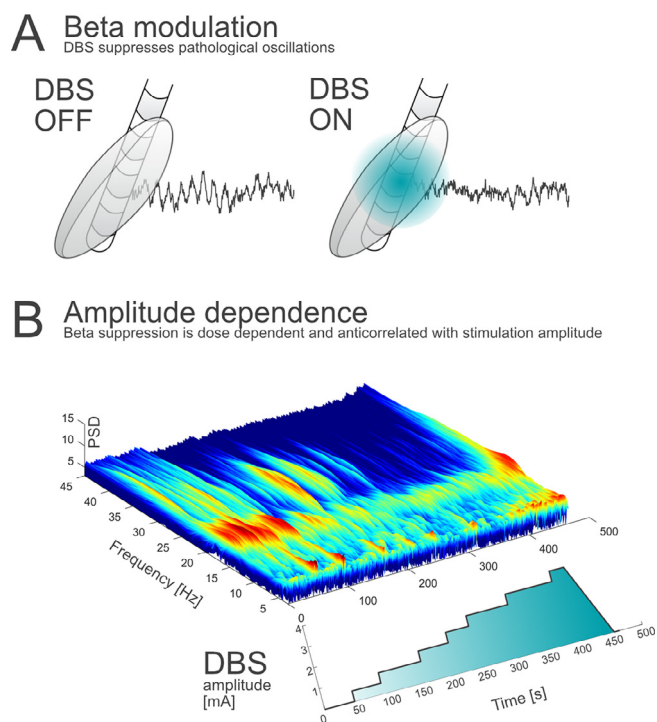 A Beta modulation
DBS suppresses pathological oscillations
DBS
OFF
DBS
ON
B Amplitude dependence
Beta suppression is dose dependent and anticorrelated with stimulation amplitude
15
10
5
PSD
45
40
35
30
25
20
15
10
5
Frequency [Hz]
0
100
200
300
400
500
4
3
2
1
0
DBS
amplitude
[mA]
50
100
150
200
250
300
350
400
450
500
Time [s]